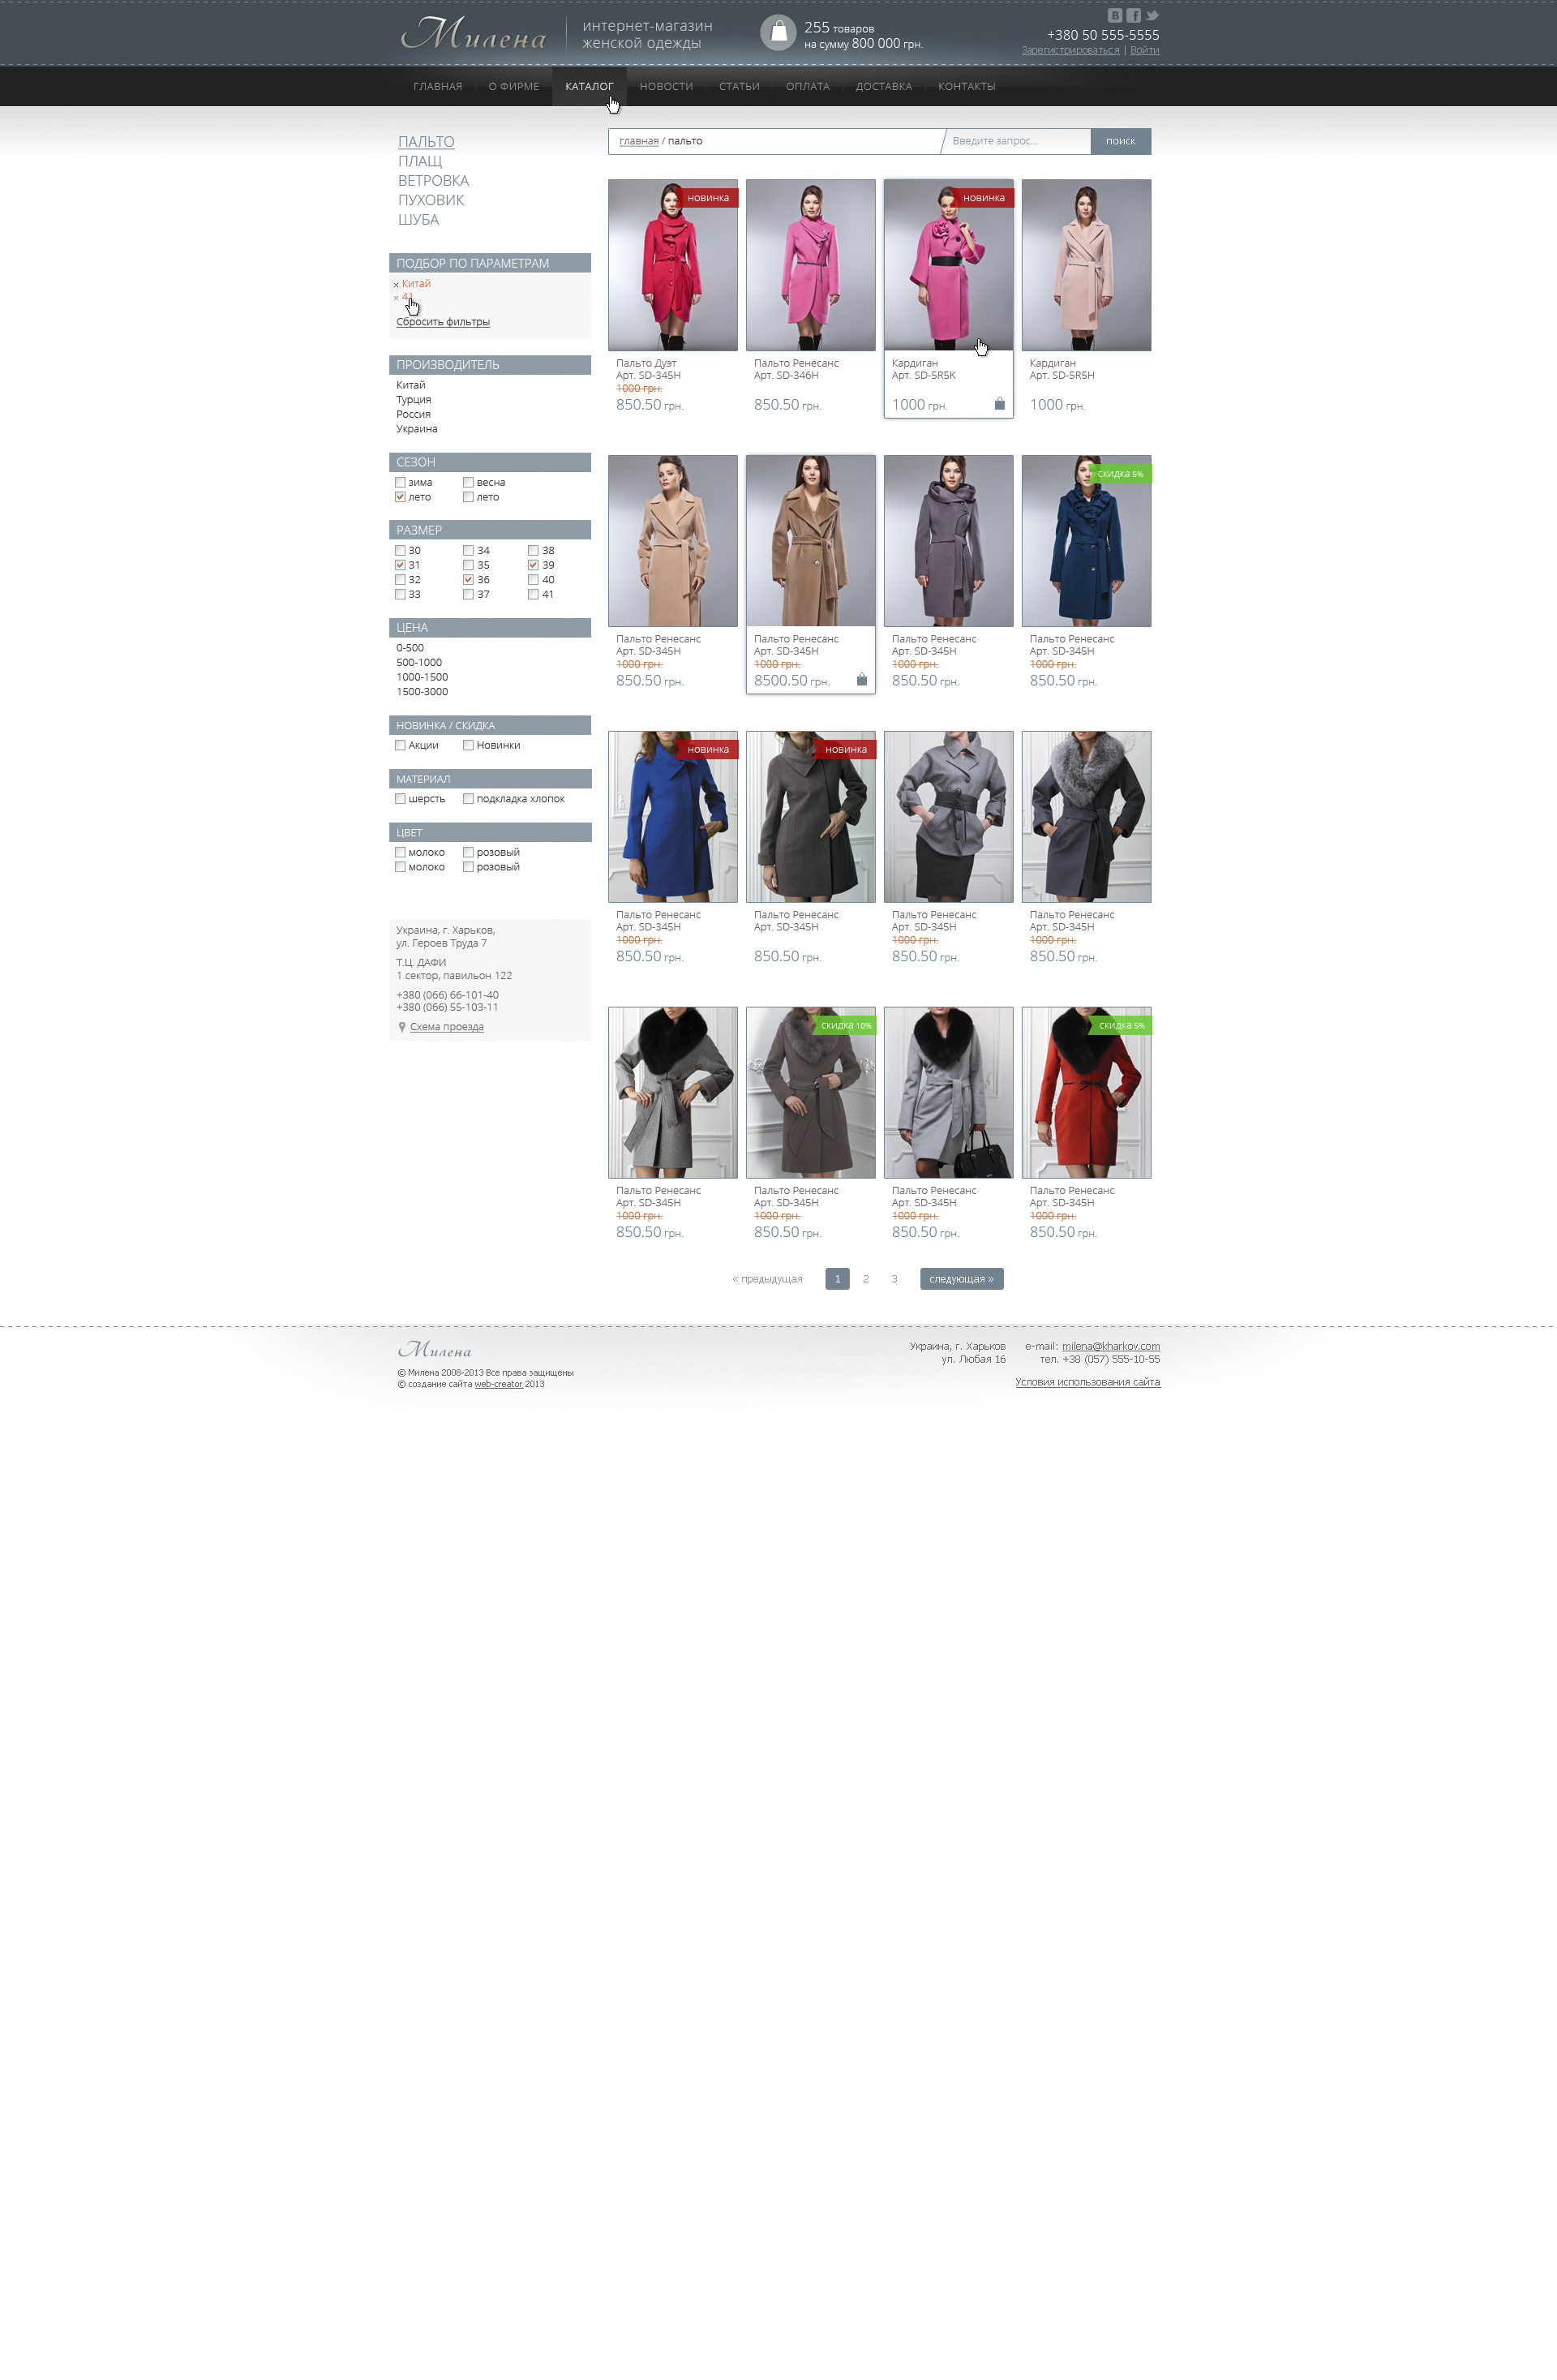 Милена
интернет-магазин
женской одежды
255 товаров
на сумму 800 000 грн.
+380 50 555-5555
Зарегистрироваться | Войти
ГЛАВНАЯ О ФИРМЕ КАТАЛОГ НОВОСТИ СТАТЬИ ОПЛАТА ДОСТАВКА КОНТАКТЫ
ПАЛЬТО
ПЛАЩ
ВЕТРОВКА
ПУХОВИК
ШУБА
ПОДБОР ПО ПАРАМЕТРАМ
× Китай
× 41
Сбросить фильтры
ПРОИЗВОДИТЕЛЬ
Китай
Турция
Россия
Украина
СЕЗОН
зима весна
лето лето
РАЗМЕР
30 34 38
31 35 39
32 36 40
33 37 41
ЦЕНА
0-500
500-1000
1000-1500
1500-3000
НОВИНКА / СКИДКА
Акции Новинки
МАТЕРИАЛ
шерсть подкладка хлопок
ЦВЕТ
молоко розовый
молоко розовый
Украина, г. Харьков,
ул. Героев Труда 7
Т.Ц. ДАФИ
1 сектор, павильон 122
+380 (066) 66-101-40
+380 (066) 55-103-11
Схема проезда
главная / пальто Введите запрос... поиск
новинка новинка
Пальто Дуэт Пальто Ренесанс Кардиган Кардиган
Арт. SD-345H Арт. SD-346H Арт. SD-5R5K Арт. SD-5R5H
1000 грн.
850.50 грн. 850.50 грн. 1000 грн. 1000 грн.
скидка 5%
Пальто Ренесанс Пальто Ренесанс Пальто Ренесанс Пальто Ренесанс
Арт. SD-345H Арт. SD-345H Арт. SD-345H Арт. SD-345H
1000 грн. 1000 грн. 1000 грн. 1000 грн.
850.50 грн. 8500.50 грн. 850.50 грн. 850.50 грн.
новинка новинка
Пальто Ренесанс Пальто Ренесанс Пальто Ренесанс Пальто Ренесанс
Арт. SD-345H Арт. SD-345H Арт. SD-345H Арт. SD-345H
1000 грн. 1000 грн. 1000 грн.
850.50 грн. 850.50 грн. 850.50 грн. 850.50 грн.
скидка 10% скидка 5%
Пальто Ренесанс Пальто Ренесанс Пальто Ренесанс Пальто Ренесанс
Арт. SD-345H Арт. SD-345H Арт. SD-345H Арт. SD-345H
1000 грн. 1000 грн. 1000 грн. 1000 грн.
850.50 грн. 850.50 грн. 850.50 грн. 850.50 грн.
« предыдущая 1 2 3 следующая »
Милена
© Милена 2008-2013 Все права защищены
© создание сайта web-creator 2013
Украина, г. Харьков
ул. Любая 16
e-mail: milena@kharkov.com
тел. +38 (057) 555-10-55
Условия использования сайта